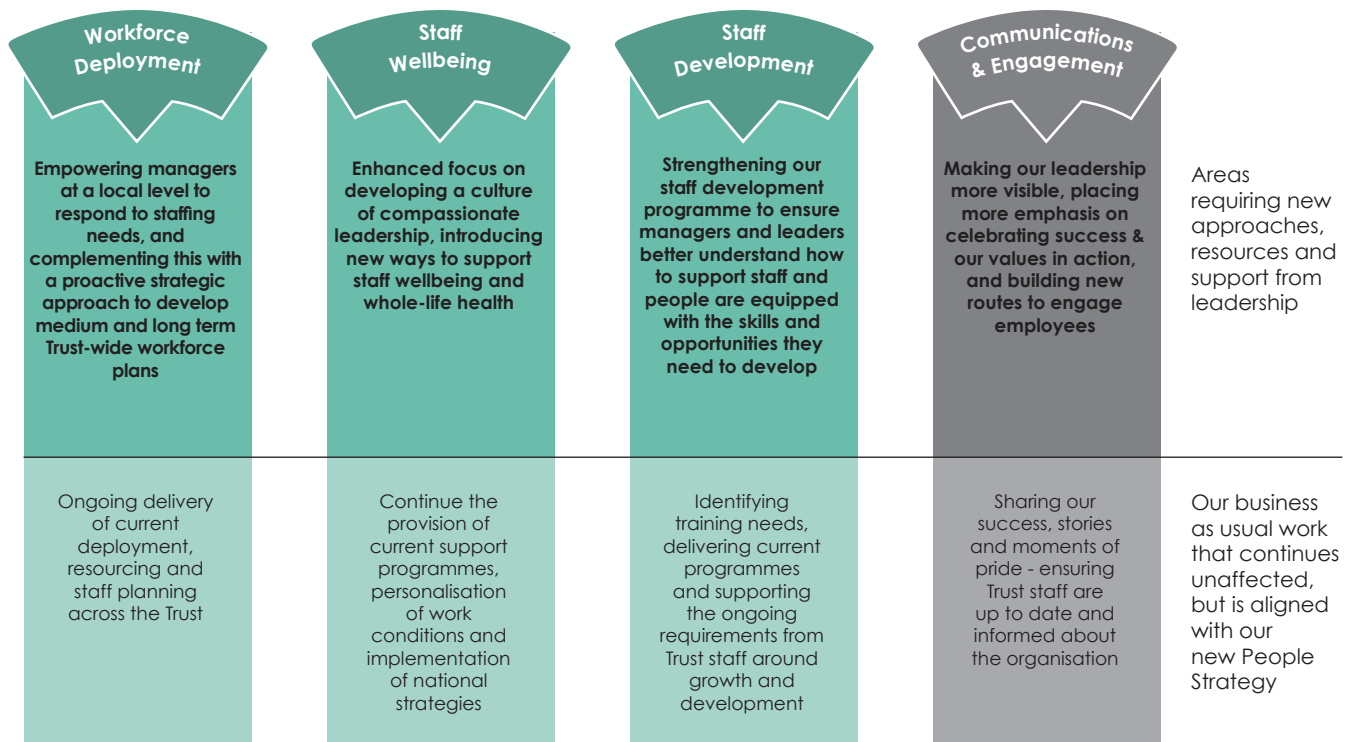 Workforce
Deployment
Empowering managers
at a local level to
respond to staffing
needs, and
complementing this with
a proactive strategic
approach to develop
medium and long term
Trust-wide workforce
plans
Ongoing delivery
of current
deployment,
resourcing and
staff planning
across the Trust
Staff
Wellbeing
Enhanced focus on
developing a culture
of compassionate
leadership, introducing
new ways to support
staff wellbeing and
whole-life health
Continue the
provision of
current support
programmes,
personalisation
of work
conditions and
implementation
of national
strategies
Staff
Development
Strengthening our
staff development
programme to ensure
managers and leaders
better understand how
to support staff and
people are equipped
with the skills and
opportunities they
need to develop
Identifying
training needs,
delivering current
programmes
and supporting
the ongoing
requirements from
Trust staff around
growth and
development
Communications
& Engagement
Making our leadership
more visible, placing
more emphasis on
celebrating success &
our values in action,
and building new
routes to engage
employees
Sharing our
success, stories
and moments of
pride - ensuring
Trust staff are
up to date and
informed about
the organisation
Areas
requiring new
approaches,
resources and
support from
leadership
Our business
as usual work
that continues
unaffected,
but is aligned
with our
new People
Strategy